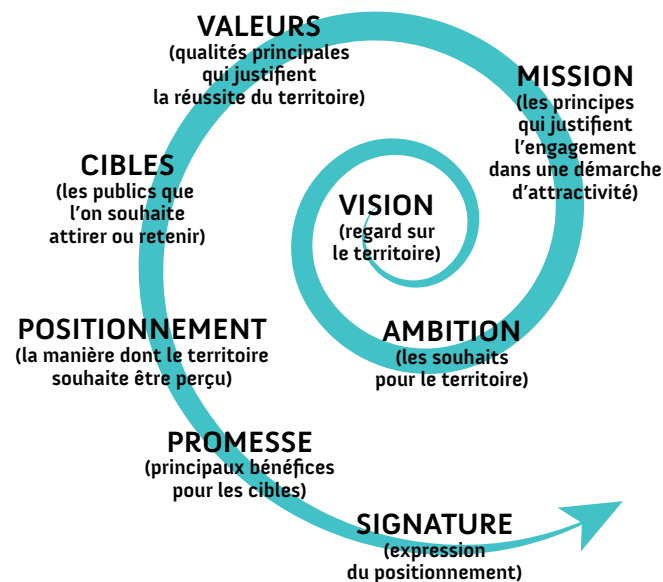 VALEURS
(qualités principales
qui justifient
la réussite du territoire)
MISSION
(les principes
qui justifient
l'engagement
dans une démarche
d'attractivité)
CIBLES
(les publics que
l'on souhaite
attirer ou retenir)
VISION
(regard sur
le territoire)
POSITIONNEMENT
(la manière dont le territoire
souhaite être perçu)
AMBITION
(les souhaits
pour le territoire)
PROMESSE
(principaux bénéfices
pour les cibles)
SIGNATURE
(expression
du positionnement)